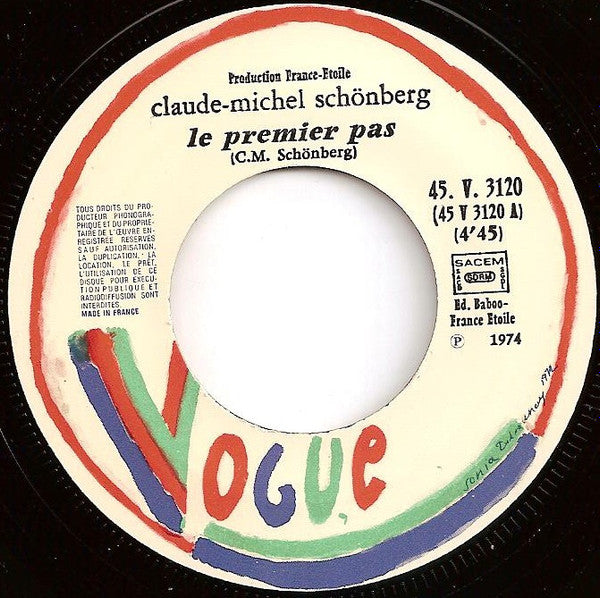 Production France-Etoile
claude-michel schönberg
le premier pas
(C.M. Schönberg)
45. V. 3120
(45 V 3120 A)
(4'45)
SACEM
SDRM
Ed. Baboo-
France Etoile
℗ 1974
TOUS DROITS DU PRO-
DUCTEUR PHONOGRA-
PHIQUE ET DU PROPRIE-
TAIRE DE L'ŒUVRE EN-
REGISTREE RESERVES
SAUF AUTORISATION.
LA DUPLICATION, LA
LOCATION, LE PRET,
L'UTILISATION DE CE
DISQUE POUR EXECU-
TION PUBLIQUE ET
RADIODIFFUSION SONT
INTERDITES.
MADE IN FRANCE
VOGUE
sonia Delaunay